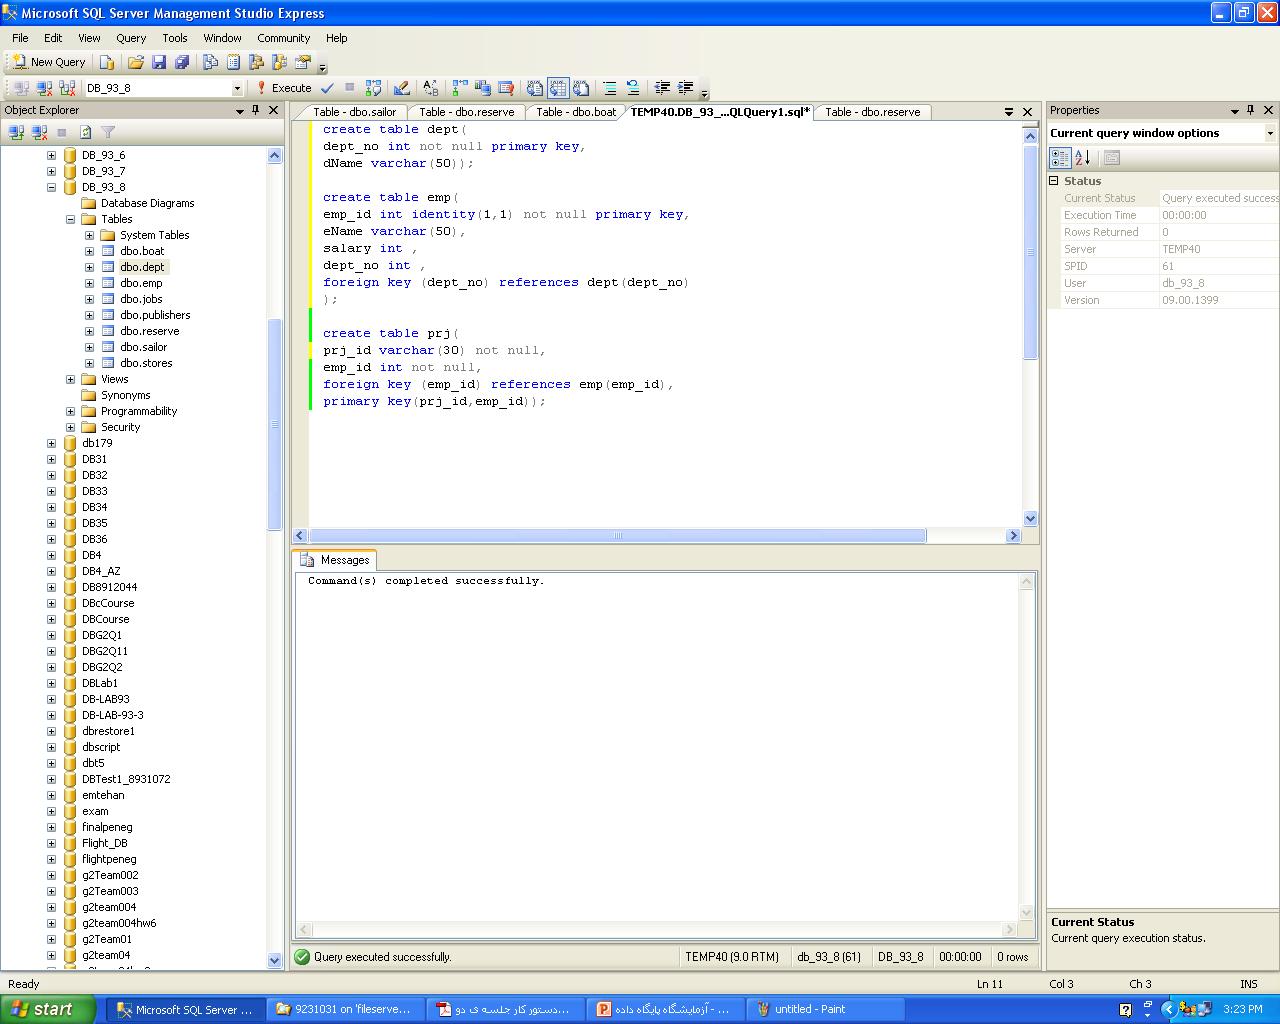 Microsoft SQL Server Management Studio Express
File Edit View Query Tools Window Community Help
New Query
DB_93_8 Execute
Object Explorer
DB_93_6
DB_93_7
DB_93_8
Database Diagrams
Tables
System Tables
dbo.boat
dbo.dept
dbo.emp
dbo.jobs
dbo.publishers
dbo.reserve
dbo.sailor
dbo.stores
Views
Synonyms
Programmability
Security
db179
DB31
DB32
DB33
DB34
DB35
DB36
DB4
DB4_AZ
DB8912044
DBcCourse
DBCourse
DBG2Q1
DBG2Q11
DBG2Q2
DBLab1
DB-LAB93
DB-LAB-93-3
dbrestore1
dbscript
dbt5
DBTest1_8931072
emtehan
exam
finalpeneg
Flight_DB
flightpeneg
g2Team002
g2Team003
g2team004
g2team004hw6
g2Team01
g2team04
Table - dbo.sailor Table - dbo.reserve Table - dbo.boat TEMP40.DB_93_...QLQuery1.sql* Table - dbo.reserve
create table dept(
dept_no int not null primary key,
dName varchar(50));
create table emp(
emp_id int identity(1,1) not null primary key,
eName varchar(50),
salary int ,
dept_no int ,
foreign key (dept_no) references dept(dept_no)
);
create table prj(
prj_id varchar(30) not null,
emp_id int not null,
foreign key (emp_id) references emp(emp_id),
primary key(prj_id,emp_id));
Messages
Command(s) completed successfully.
Query executed successfully. TEMP40 (9.0 RTM) db_93_8 (61) DB_93_8 00:00:00 0 rows
Properties
Current query window options
Status
Current Status Query executed success
Execution Time 00:00:00
Rows Returned 0
Server TEMP40
SPID 61
User db_93_8
Version 09.00.1399
Current Status
Current query execution status.
Ready Ln 11 Col 3 Ch 3 INS
start Microsoft SQL Server ... 9231031 on 'fileserve... دستور کار جلسه ی دو... آزمایشگاه پایگاه داده - ... untitled - Paint 3:23 PM